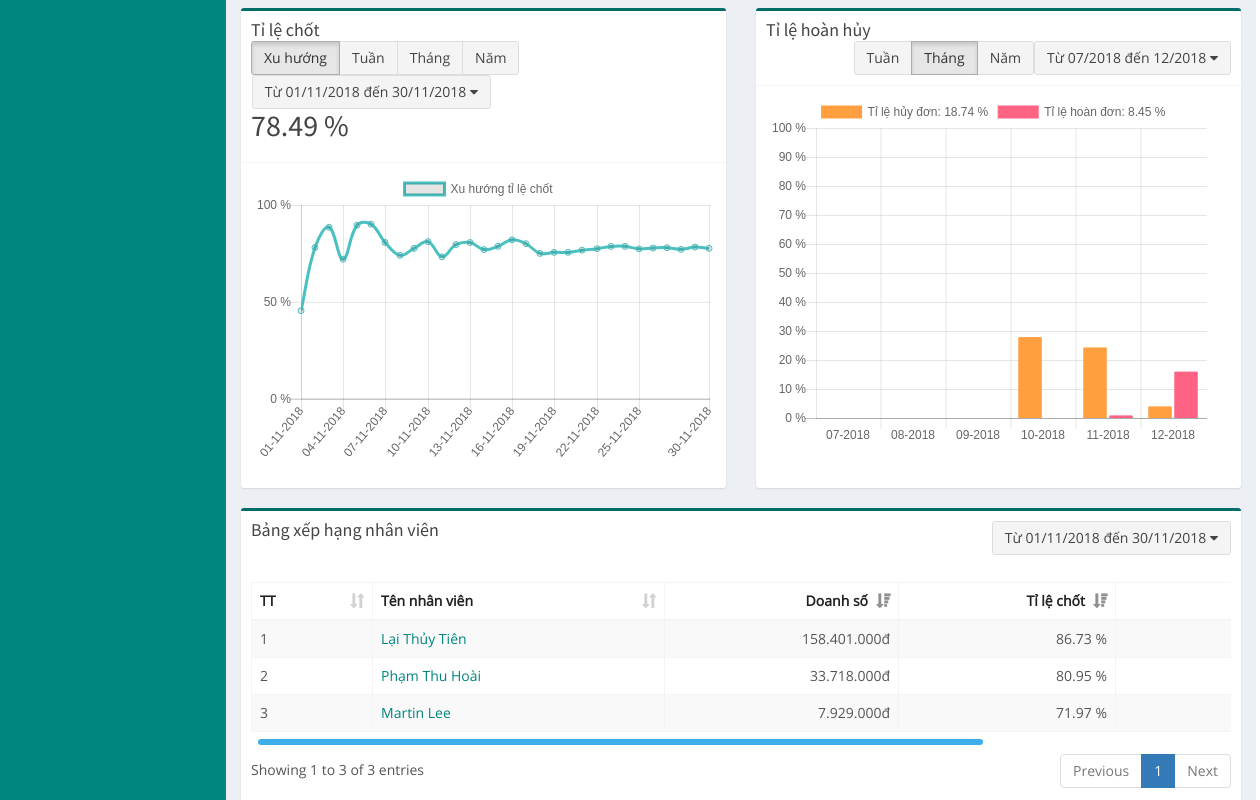 Tỉ lệ chốt
Xu hướng Tuần Tháng Năm
Từ 01/11/2018 đến 30/11/2018
78.49 %
Xu hướng tỉ lệ chốt
100 %
50 %
0 %
01-11-2018 04-11-2018 07-11-2018 10-11-2018 13-11-2018 16-11-2018 19-11-2018 22-11-2018 25-11-2018 30-11-2018
Tỉ lệ hoàn hủy
Tuần Tháng Năm Từ 07/2018 đến 12/2018
Tỉ lệ hủy đơn: 18.74 % Tỉ lệ hoàn đơn: 8.45 %
100 %
90 %
80 %
70 %
60 %
50 %
40 %
30 %
20 %
10 %
0 %
07-2018 08-2018 09-2018 10-2018 11-2018 12-2018
Bảng xếp hạng nhân viên
Từ 01/11/2018 đến 30/11/2018
TT Tên nhân viên Doanh số Tỉ lệ chốt
1 Lại Thủy Tiên 158.401.000đ 86.73 %
2 Phạm Thu Hoài 33.718.000đ 80.95 %
3 Martin Lee 7.929.000đ 71.97 %
Showing 1 to 3 of 3 entries
Previous 1 Next